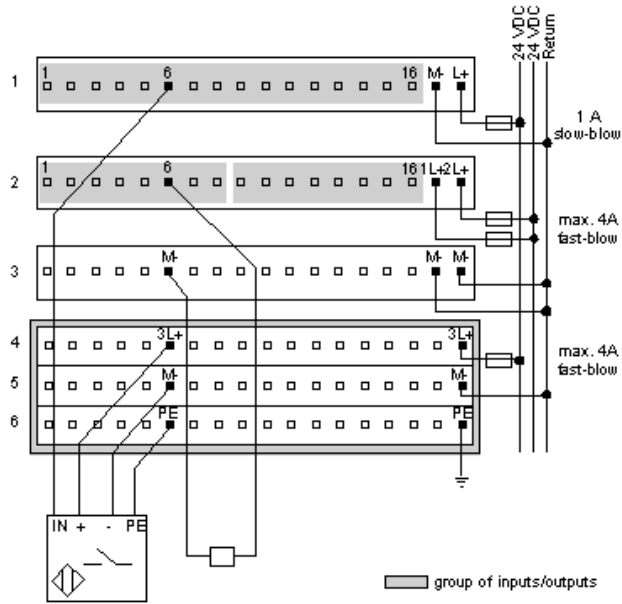 24 VDC
24 VDC
Return
1
1
6
16
M-
L+
1 A
slow-blow
2
1
6
16
1L+
2L+
max. 4A
fast-blow
3
M-
M-
M-
4
3L+
3L+
max. 4A
fast-blow
5
M-
M-
6
PE
PE
IN + - PE
group of inputs/outputs